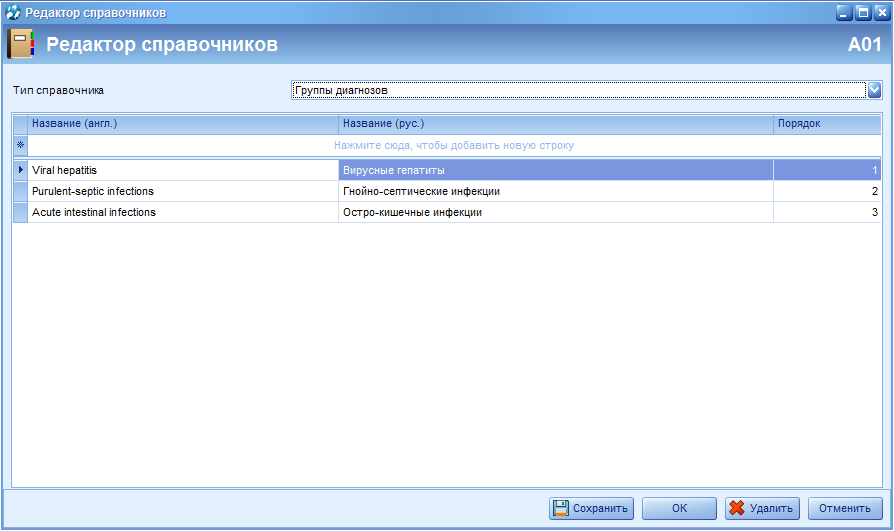 Редактор справочников
Редактор справочников A01
Тип справочника Группы диагнозов
Название (англ.) Название (рус.) Порядок
Нажмите сюда, чтобы добавить новую строку
Viral hepatitis Вирусные гепатиты 1
Purulent-septic infections Гнойно-септические инфекции 2
Acute intestinal infections Остро-кишечные инфекции 3
Сохранить ОК Удалить Отменить